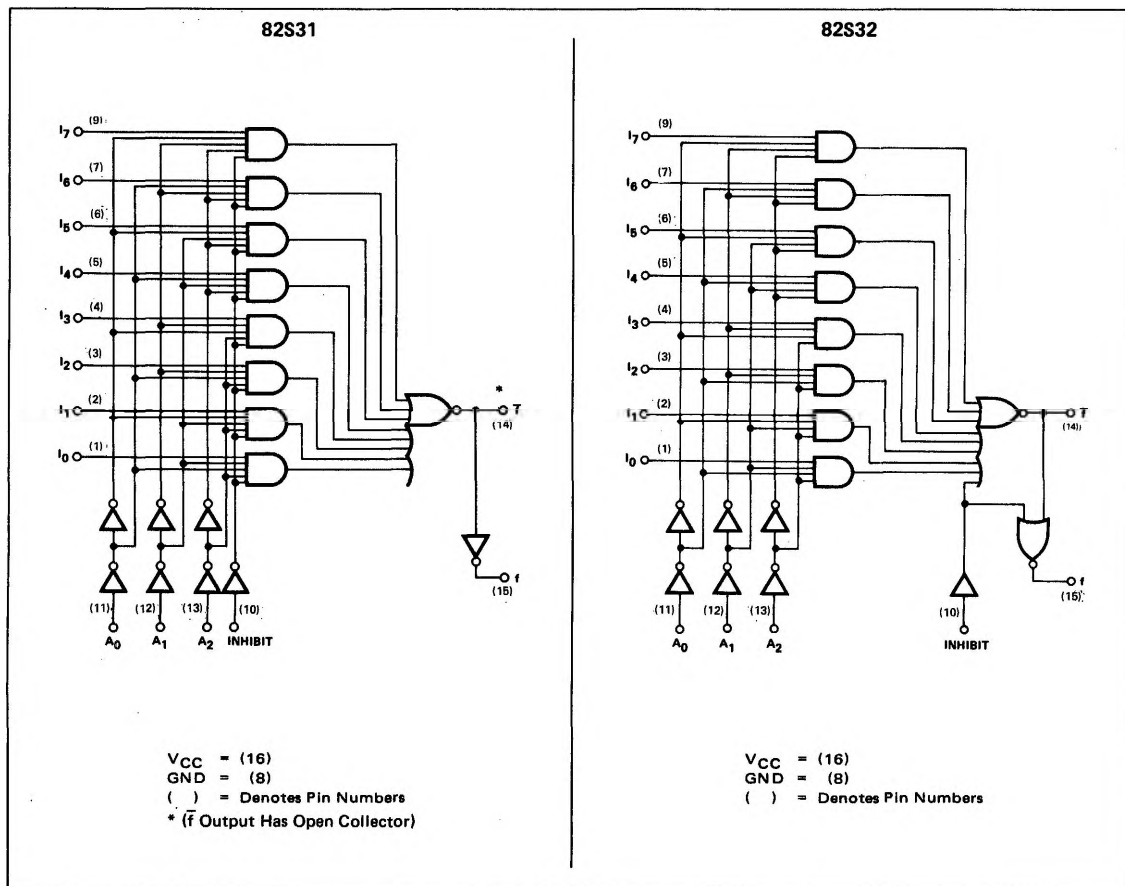 82S31
I7 (9)
I6 (7)
I5 (6)
I4 (5)
I3 (4)
I2 (3)
I1 (2)
I0 (1)
*
f̅
(14)
f
(15)
(11) (12) (13) (10)
A0 A1 A2 INHIBIT
VCC = (16)
GND = (8)
( ) = Denotes Pin Numbers
* (f̅ Output Has Open Collector)
82S32
I7 (9)
I6 (7)
I5 (6)
I4 (5)
I3 (4)
I2 (3)
I1 (2)
I0 (1)
f̅
(14)
f
(15)
(11) (12) (13) (10)
A0 A1 A2 INHIBIT
VCC = (16)
GND = (8)
( ) = Denotes Pin Numbers